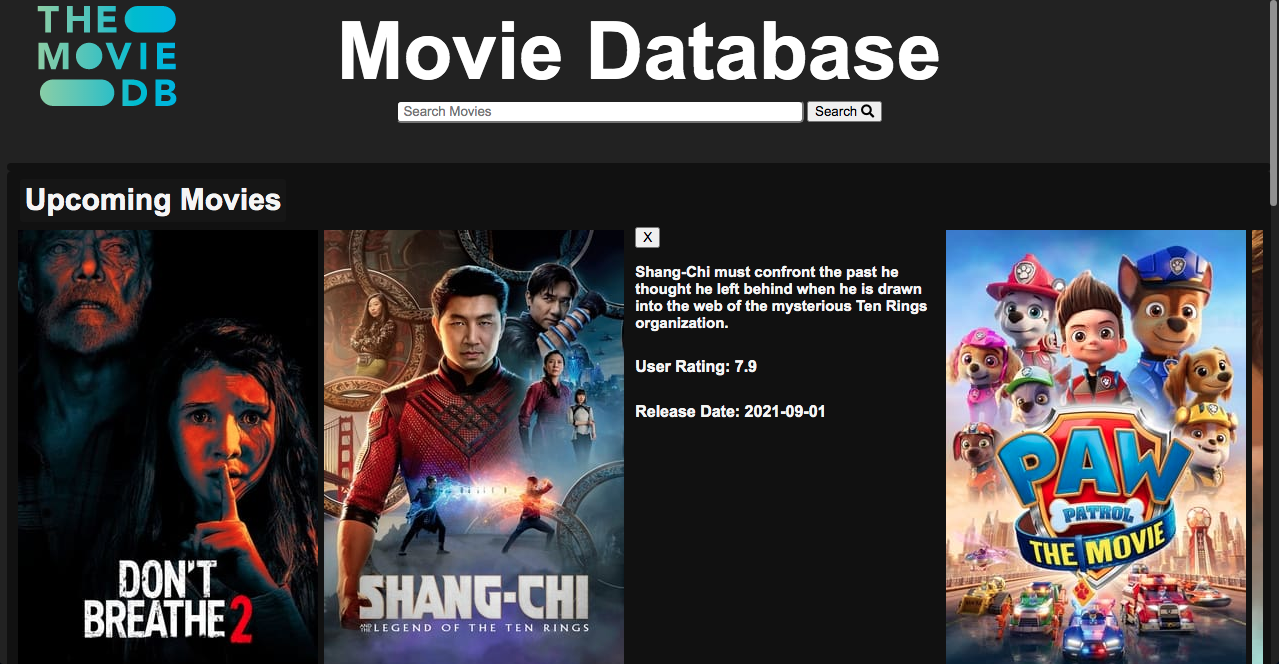 THE
MOVIE
DB
Movie Database
Search Movies
Search
Upcoming Movies
DON'T
BREATHE 2
SHANG-CHI
AND THE LEGEND OF THE TEN RINGS
X
Shang-Chi must confront the past he
thought he left behind when he is drawn
into the web of the mysterious Ten Rings
organization.
User Rating: 7.9
Release Date: 2021-09-01
PAW
PATROL
THE MOVIE